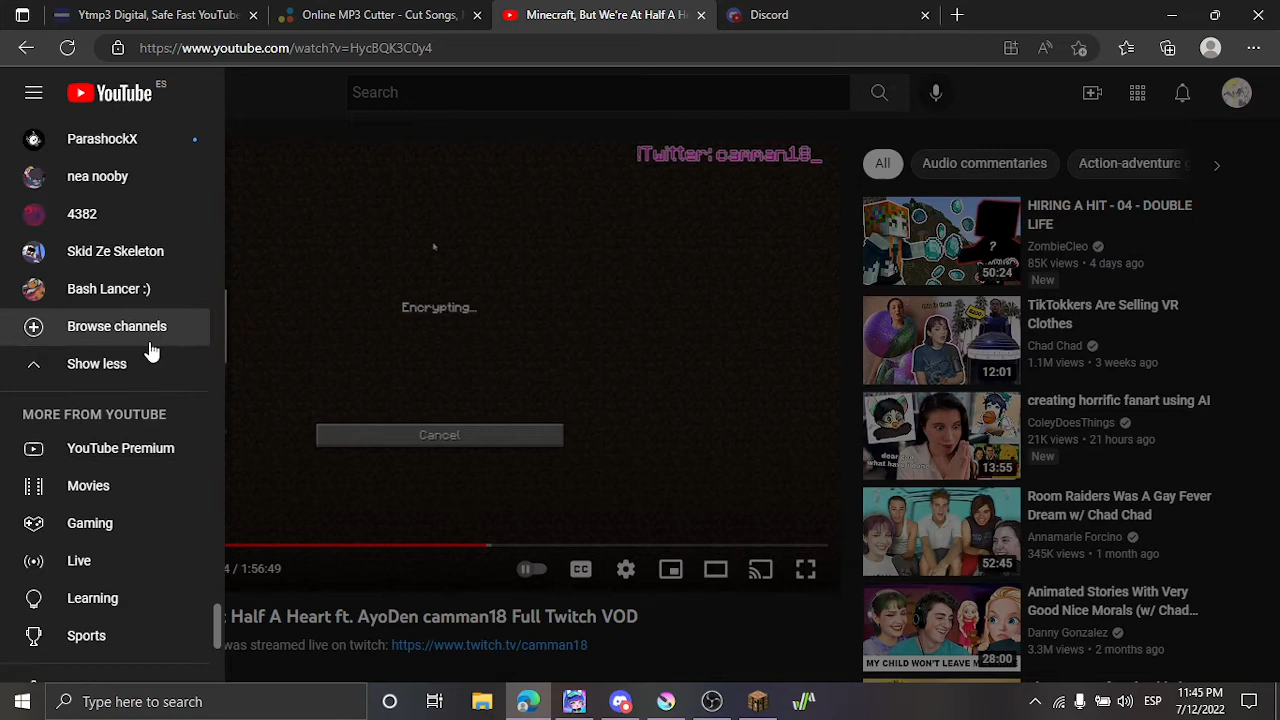 Ytmp3 Digital, Safe Fast YouTube
Online MP3 Cutter - Cut Songs,
Minecraft, But We're At Half A H
Discord
https://www.youtube.com/watch?v=HycBQK3C0y4
YouTube ES
Search
ParashockX
nea nooby
4382
Skid Ze Skeleton
Bash Lancer :)
Browse channels
Show less
MORE FROM YOUTUBE
YouTube Premium
Movies
Gaming
Live
Learning
Sports
Twitter: camman18_
Encrypting...
Cancel
4 / 1:56:49
CC
Half A Heart ft. AyoDen camman18 Full Twitch VOD
was streamed live on twitch: https://www.twitch.tv/camman18
All
Audio commentaries
Action-adventure g
HIRING A HIT - 04 - DOUBLE
LIFE
ZombieCleo
85K views • 4 days ago
New
?
50:24
TikTokkers Are Selling VR
Clothes
Chad Chad
1.1M views • 3 weeks ago
12:01
creating horrific fanart using AI
ColeyDoesThings
21K views • 21 hours ago
New
13:55
Room Raiders Was A Gay Fever
Dream w/ Chad Chad
Annamarie Forcino
345K views • 1 month ago
52:45
Animated Stories With Very
Good Nice Morals (w/ Chad...
Danny Gonzalez
3.3M views • 2 months ago
MY CHILD WON'T LEAVE
28:00
Type here to search
ESP
11:45 PM
7/12/2022